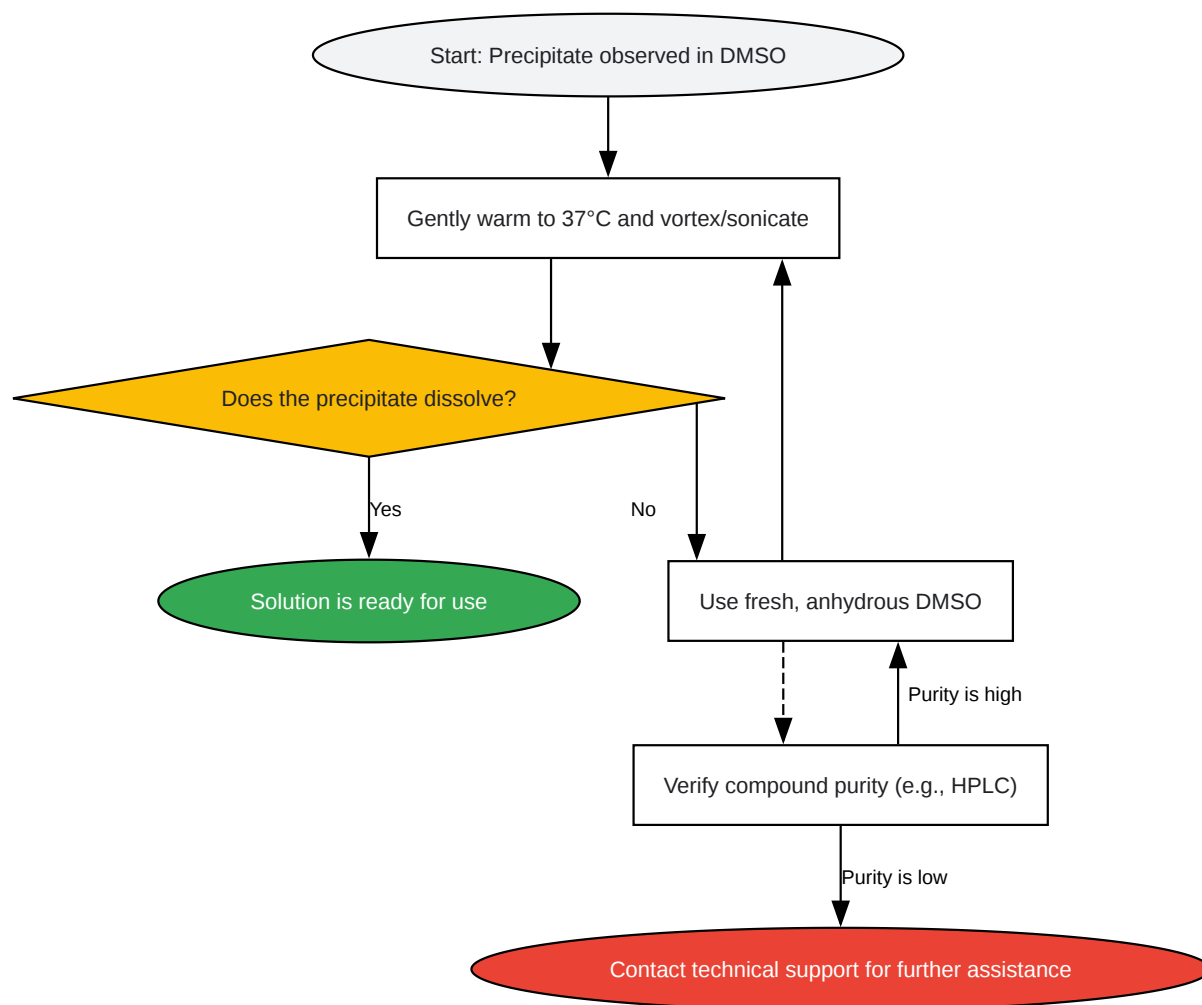 Start: Precipitate observed in DMSO
Gently warm to 37°C and vortex/sonicate
Does the precipitate dissolve?
Yes
No
Solution is ready for use
Use fresh, anhydrous DMSO
Purity is high
Verify compound purity (e.g., HPLC)
Purity is low
Contact technical support for further assistance